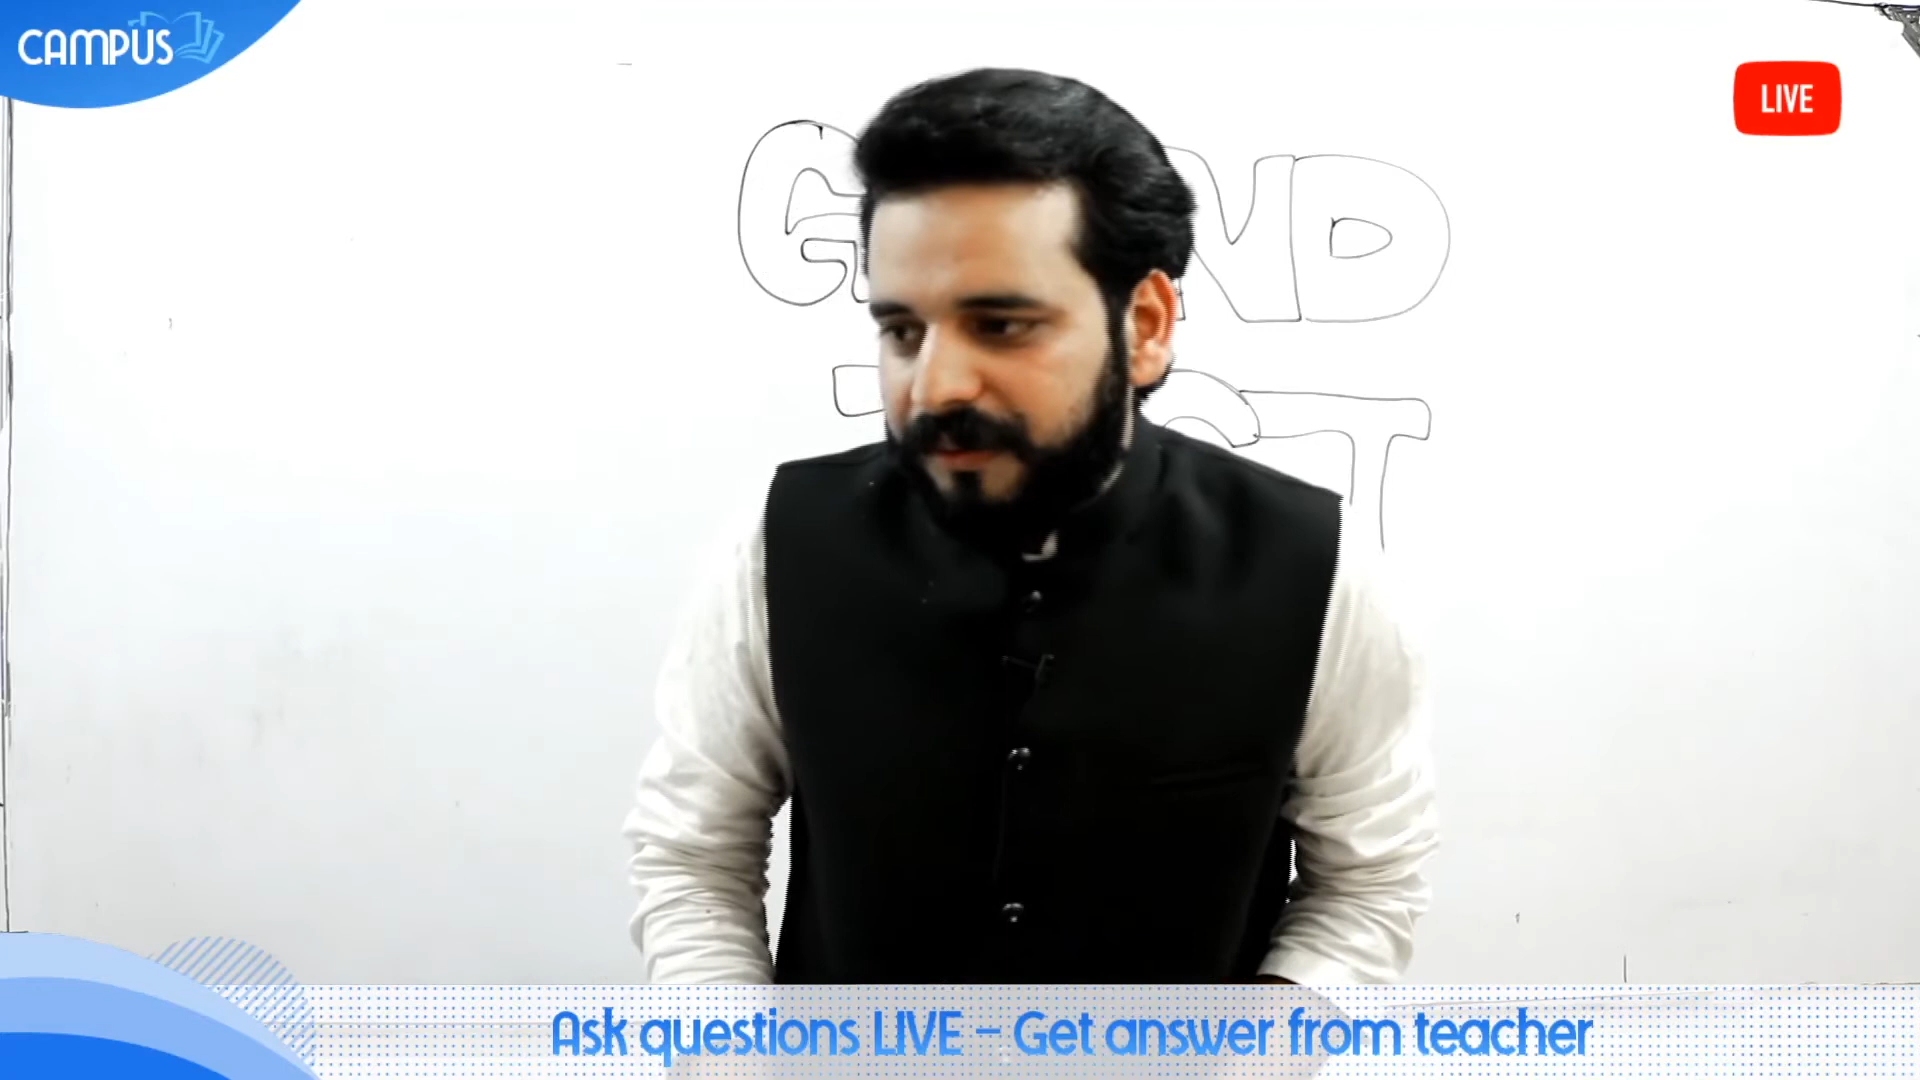 CAMPUS
LIVE
Ask questions LIVE – Get answer from teacher